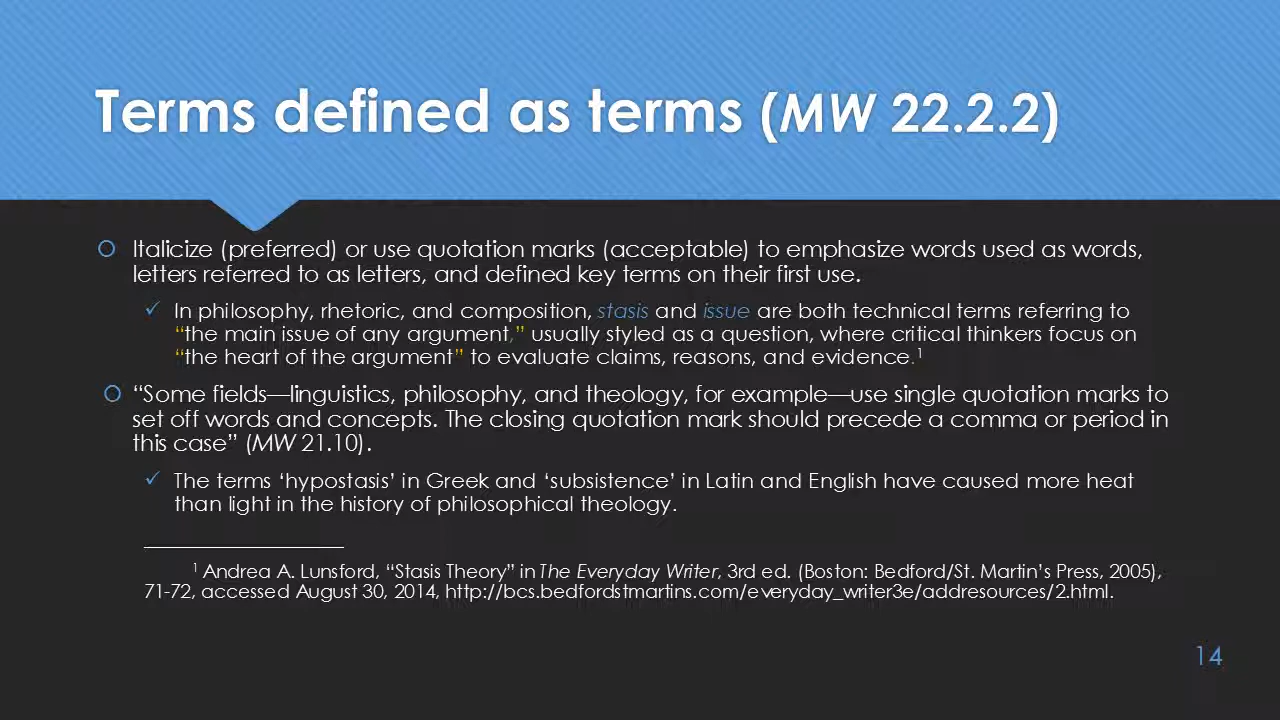 Terms defined as terms (MW 22.2.2)
Italicize (preferred) or use quotation marks (acceptable) to emphasize words used as words,
letters referred to as letters, and defined key terms on their first use.
In philosophy, rhetoric, and composition, stasis and issue are both technical terms referring to
“the main issue of any argument,” usually styled as a question, where critical thinkers focus on
“the heart of the argument” to evaluate claims, reasons, and evidence.1
“Some fields—linguistics, philosophy, and theology, for example—use single quotation marks to
set off words and concepts. The closing quotation mark should precede a comma or period in
this case” (MW 21.10).
The terms ‘hypostasis’ in Greek and ‘subsistence’ in Latin and English have caused more heat
than light in the history of philosophical theology.
1 Andrea A. Lunsford, “Stasis Theory” in The Everyday Writer, 3rd ed. (Boston: Bedford/St. Martin’s Press, 2005),
71-72, accessed August 30, 2014, http://bcs.bedfordstmartins.com/everyday_writer3e/addresources/2.html.
14